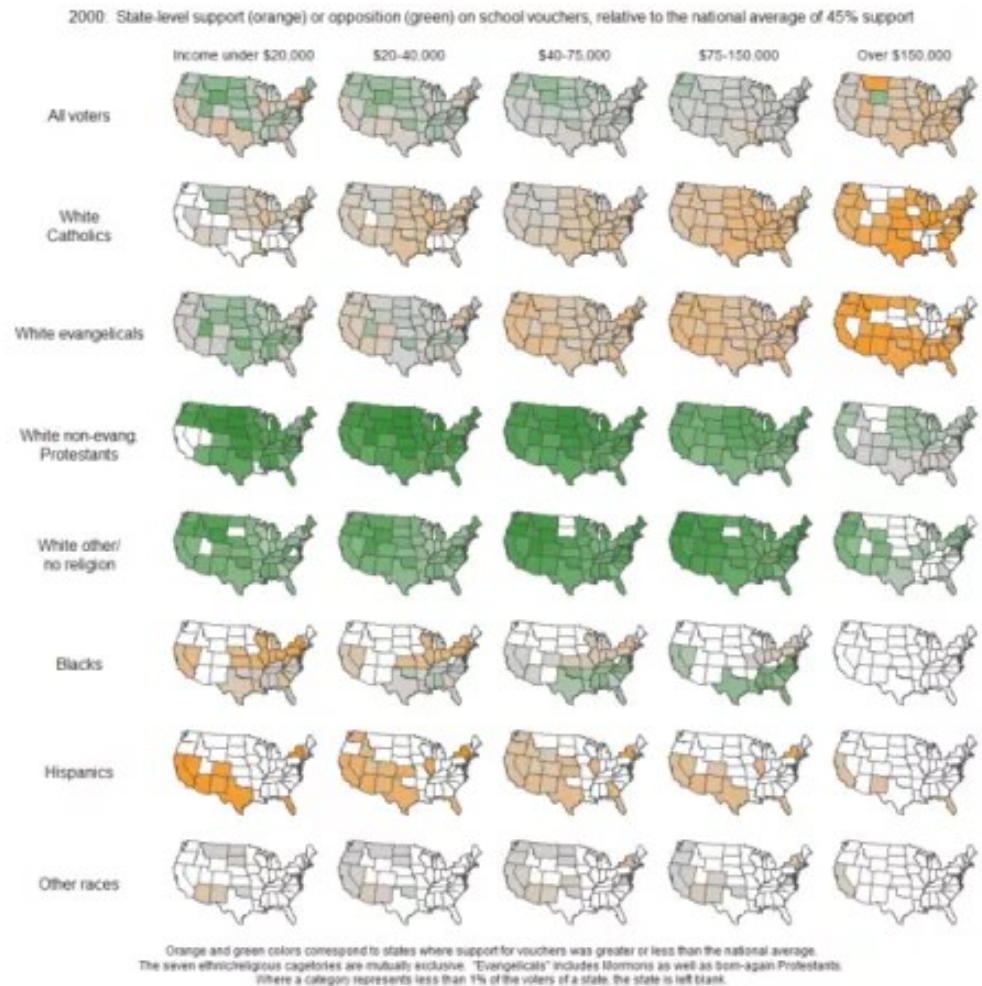 2000: State-level support (orange) or opposition (green) on school vouchers, relative to the national average of 45% support
Income under $20,000 $20-40,000 $40-75,000 $75-150,000 Over $150,000
All voters
White
Catholics
White evangelicals
White non-evang.
Protestants
White other/
no religion
Blacks
Hispanics
Other races
Orange and green colors correspond to states where support for vouchers was greater or less than the national average.
The seven ethnic/religious cagetories are mutually exclusive. "Evangelicals" includes Mormons as well as born-again Protestants.
Where a category represents less than 1% of the voters of a state, the state is left blank.